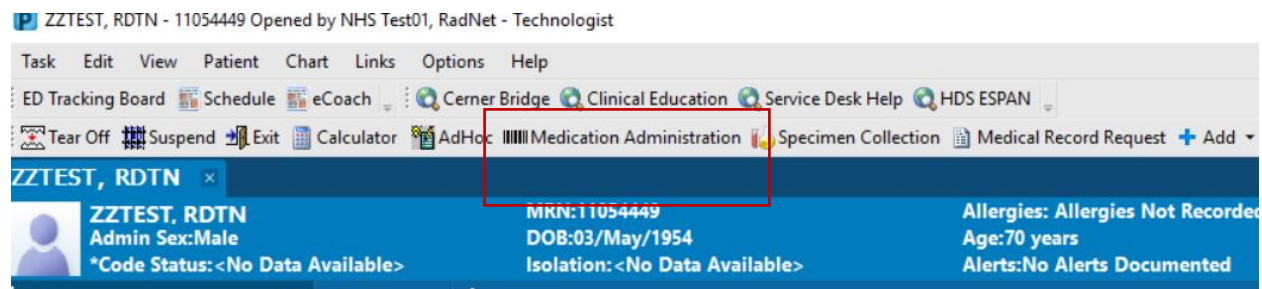 P ZZTEST, RDTN - 11054449 Opened by NHS Test01, RadNet - Technologist
Task Edit View Patient Chart Links Options Help
ED Tracking Board Schedule eCoach Cerner Bridge Clinical Education Service Desk Help HDS ESPAN
Tear Off Suspend Exit Calculator AdHoc Medication Administration Specimen Collection Medical Record Request Add
ZZTEST, RDTN ×
ZZTEST, RDTN MRN:11054449 Allergies: Allergies Not Recorded
Admin Sex:Male DOB:03/May/1954 Age:70 years
*Code Status:<No Data Available> Isolation:<No Data Available> Alerts:No Alerts Documented